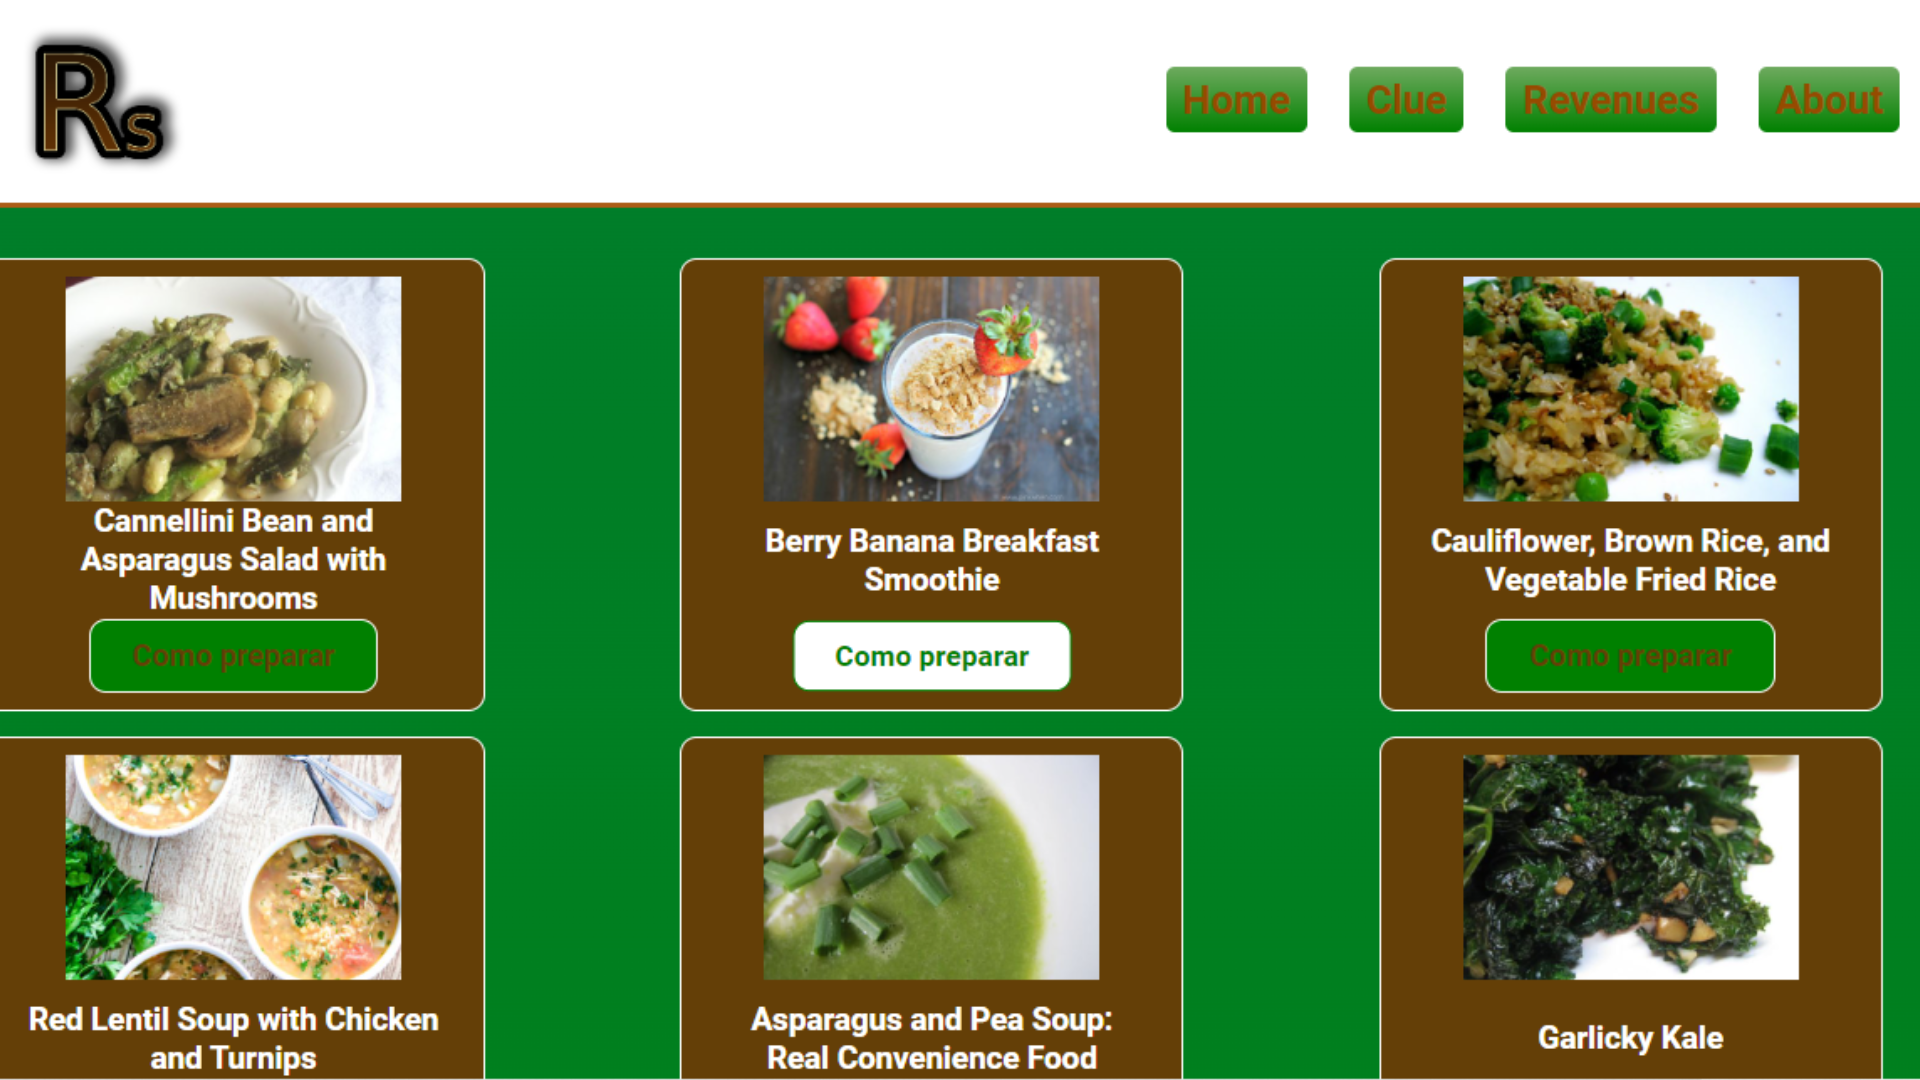 Rs
Home
Clue
Revenues
About
Cannellini Bean and
Asparagus Salad with
Mushrooms
Como preparar
Berry Banana Breakfast
Smoothie
Como preparar
Cauliflower, Brown Rice, and
Vegetable Fried Rice
Como preparar
Red Lentil Soup with Chicken
and Turnips
Asparagus and Pea Soup:
Real Convenience Food
Garlicky Kale